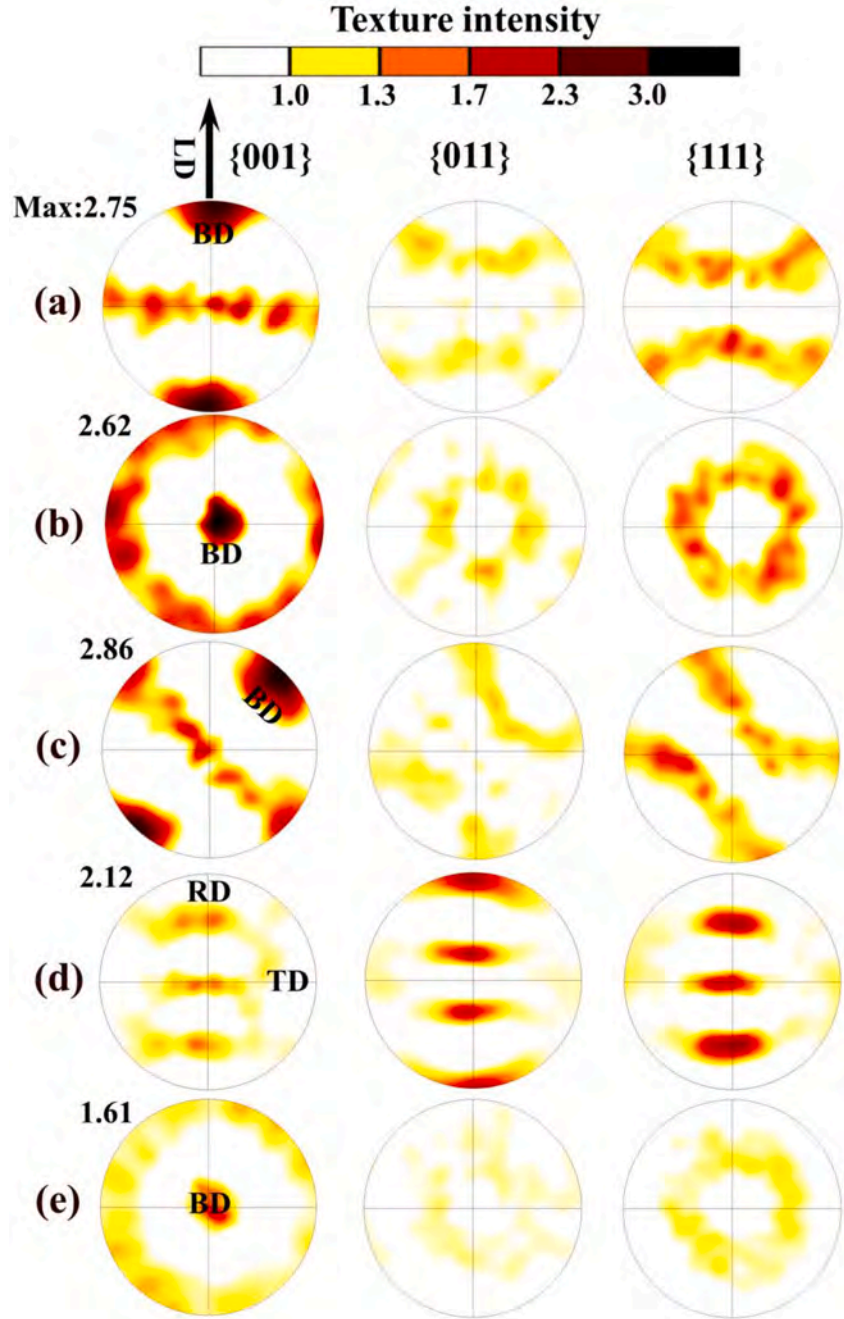 Texture intensity
1.0 1.3 1.7 2.3 3.0
LD {001} {011} {111}
Max:2.75
BD
(a)
2.62
(b)
BD
2.86
BD
(c)
2.12
RD
(d)
TD
1.61
(e)
BD